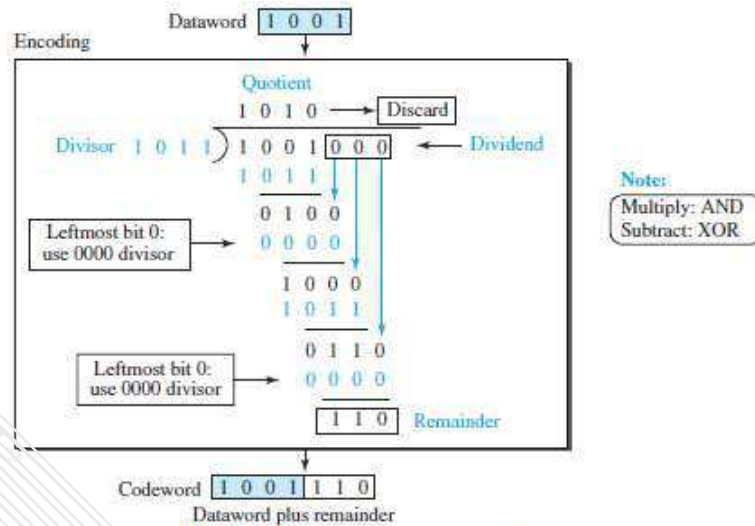 Dataword 1 0 0 1
Encoding
Quotient
1 0 1 0 Discard
Divisor 1 0 1 1 ) 1 0 0 1 0 0 0 Dividend
1 0 1 1
0 1 0 0
Leftmost bit 0:
use 0000 divisor
0 0 0 0
1 0 0 0
1 0 1 1
0 1 1 0
Leftmost bit 0:
use 0000 divisor
0 0 0 0
1 1 0 Remainder
Note:
Multiply: AND
Subtract: XOR
Codeword 1 0 0 1 1 1 0
Dataword plus remainder